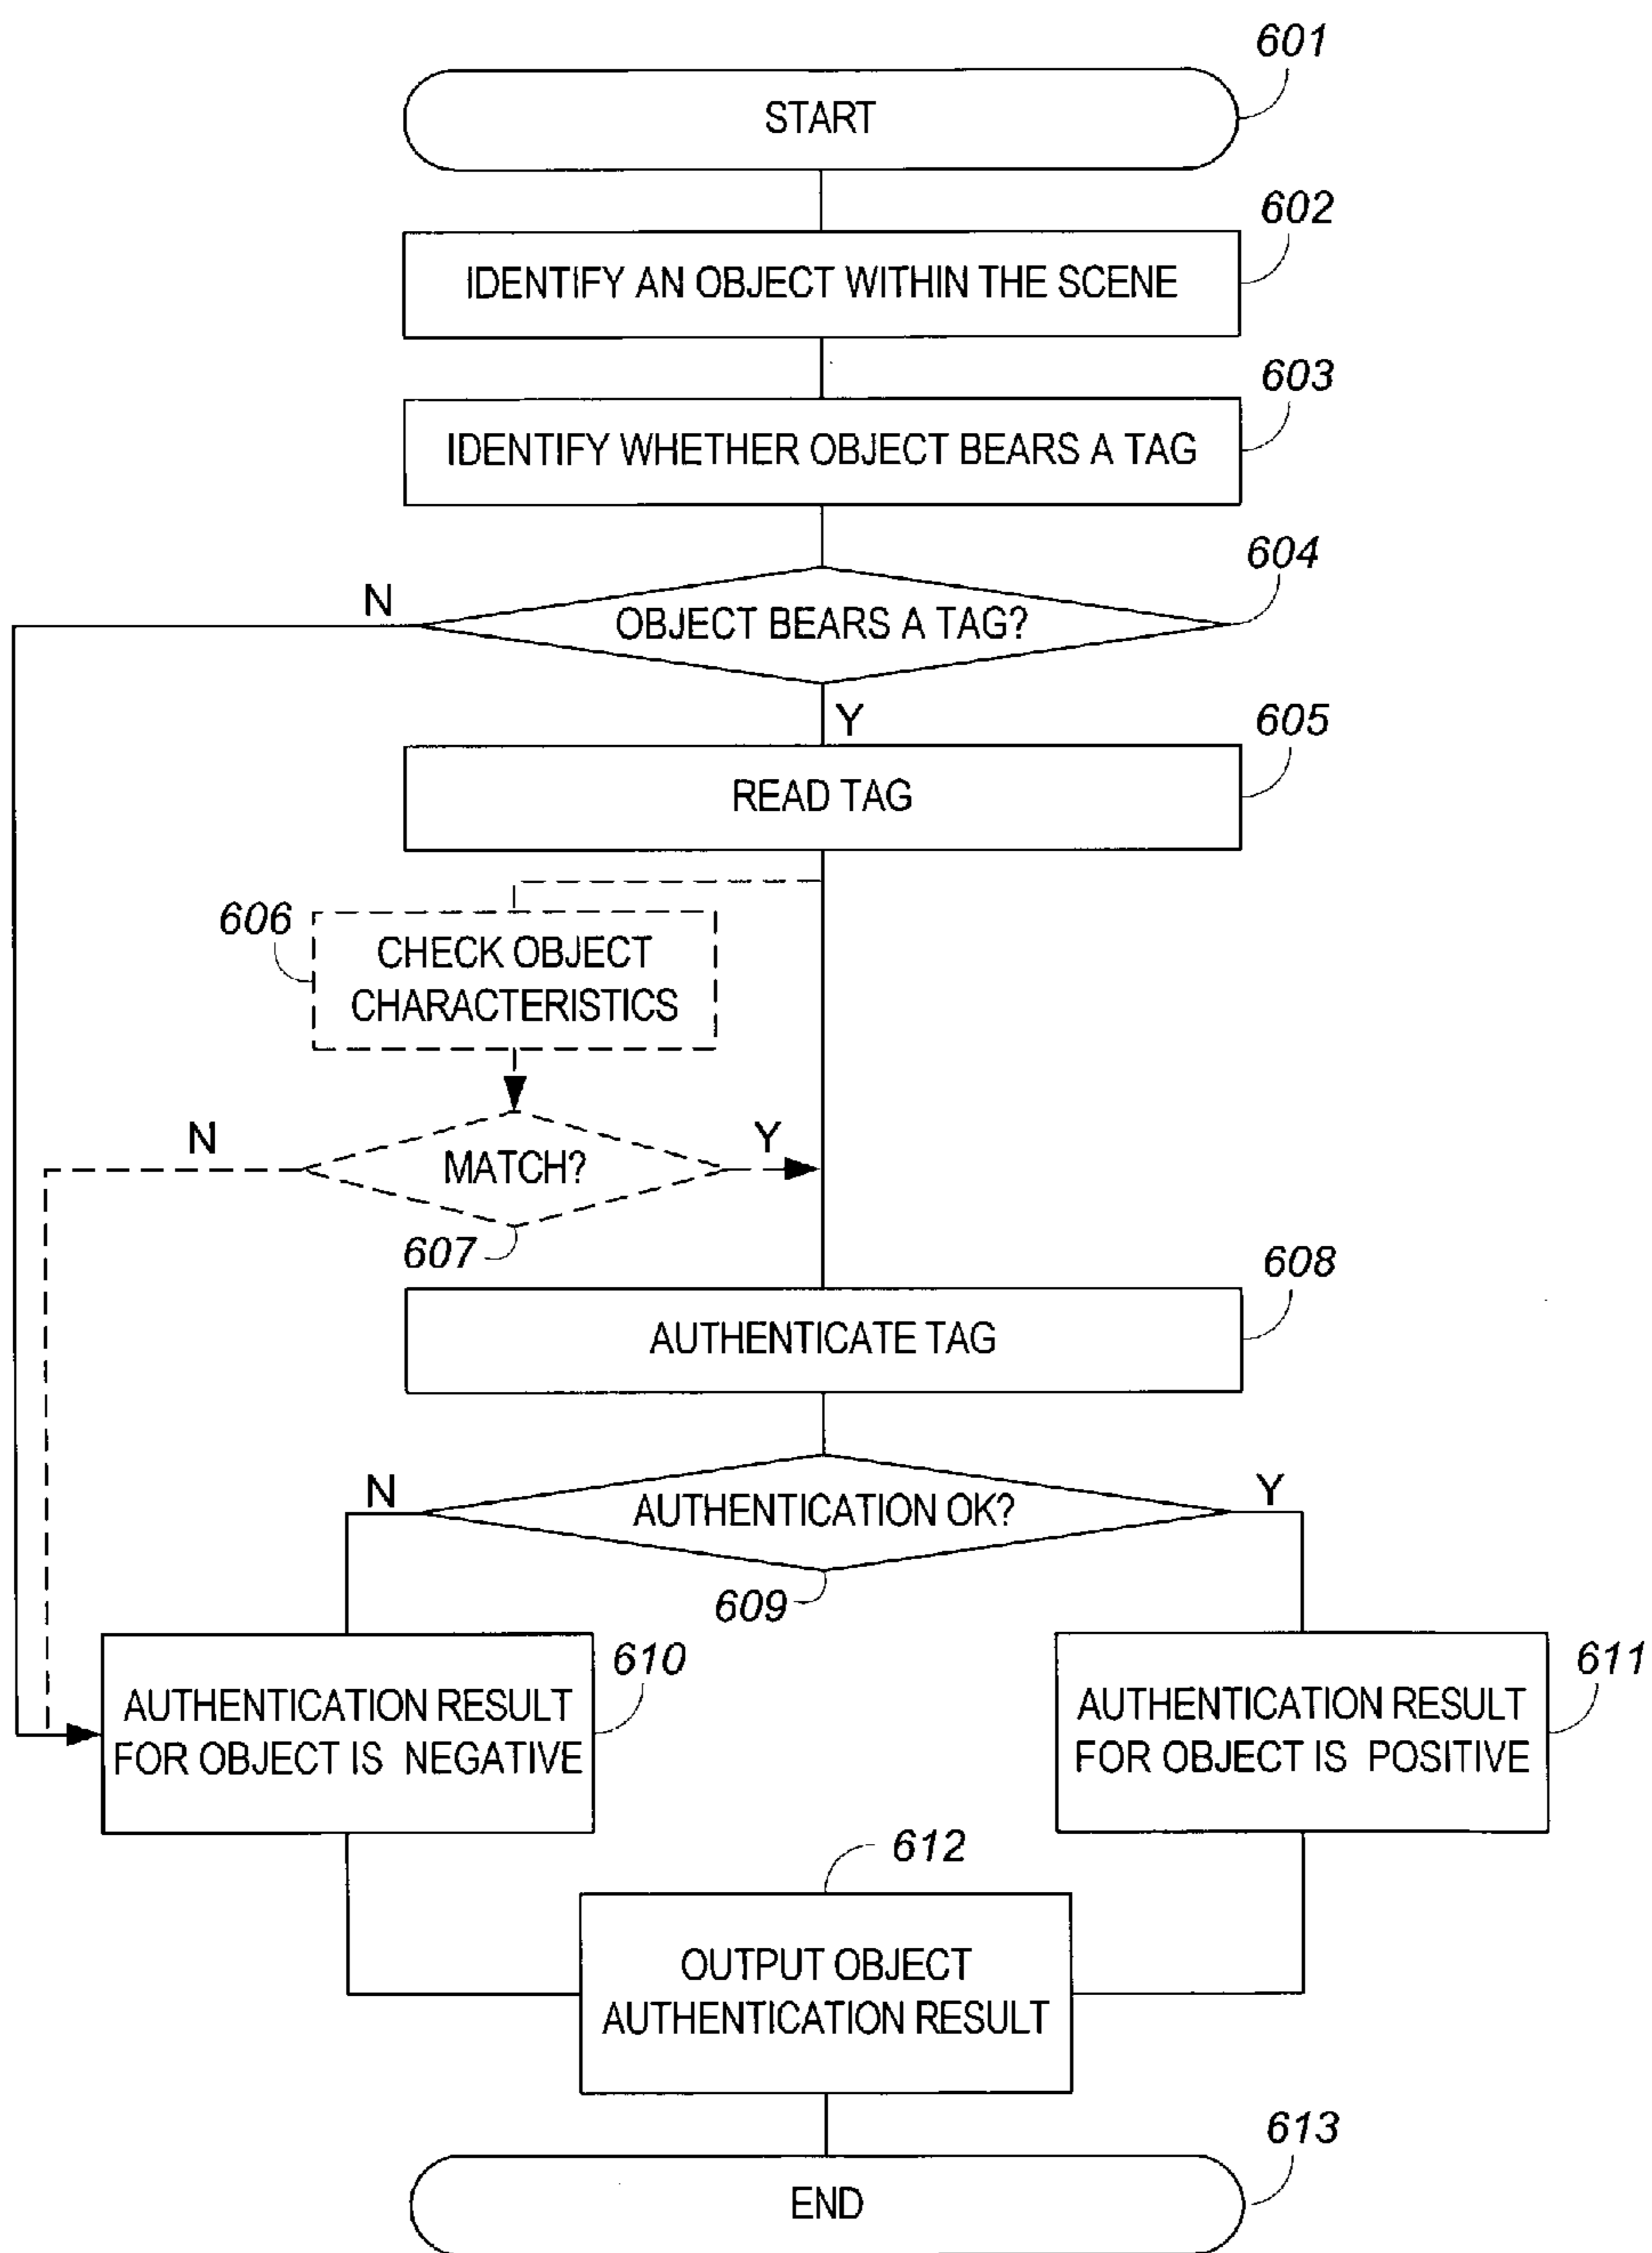 601
START
602
IDENTIFY AN OBJECT WITHIN THE SCENE
603
IDENTIFY WHETHER OBJECT BEARS A TAG
604
N
OBJECT BEARS A TAG?
Y
605
READ TAG
606
CHECK OBJECT
CHARACTERISTICS
N
Y
MATCH?
607
608
AUTHENTICATE TAG
N
Y
AUTHENTICATION OK?
609
610
AUTHENTICATION RESULT
FOR OBJECT IS NEGATIVE
611
AUTHENTICATION RESULT
FOR OBJECT IS POSITIVE
612
OUTPUT OBJECT
AUTHENTICATION RESULT
613
END